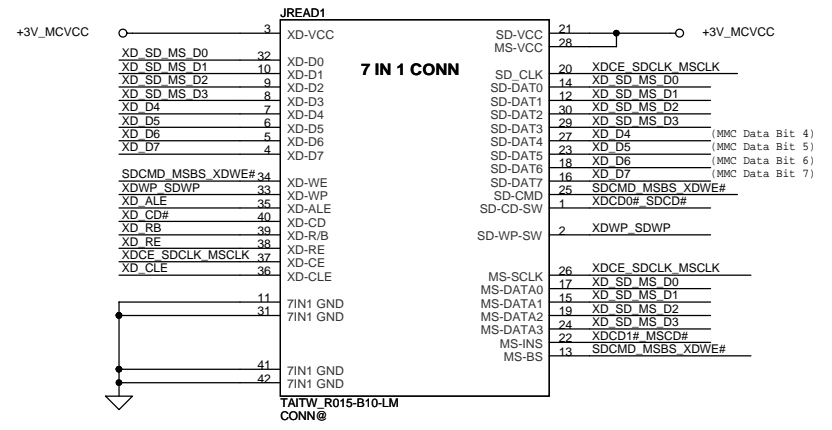 JREAD1
+3V_MCVCC 3 XD-VCC
XD_SD_MS_D0 32 XD-D0
XD_SD_MS_D1 10 XD-D1
XD_SD_MS_D2 9 XD-D2
XD_SD_MS_D3 8 XD-D3
XD_D4 7 XD-D4
XD_D5 6 XD-D5
XD_D6 5 XD-D6
XD_D7 4 XD-D7
SDCMD_MSBS_XDWE# 34 XD-WE
XDWP_SDWP 33 XD-WP
XD_ALE 35 XD-ALE
XD_CD# 40 XD-CD
XD_RB 39 XD-R/B
XD_RE 38 XD-RE
XDCE_SDCLK_MSCLK 37 XD-CE
XD_CLE 36 XD-CLE
11 7IN1 GND
31 7IN1 GND
41 7IN1 GND
42 7IN1 GND
7 IN 1 CONN
SD-VCC 21 +3V_MCVCC
MS-VCC 28
SD_CLK 20 XDCE_SDCLK_MSCLK
SD-DAT0 14 XD_SD_MS_D0
SD-DAT1 12 XD_SD_MS_D1
SD-DAT2 30 XD_SD_MS_D2
SD-DAT3 29 XD_SD_MS_D3
SD-DAT4 27 XD_D4 (MMC Data Bit 4)
SD-DAT5 23 XD_D5 (MMC Data Bit 5)
SD-DAT6 18 XD_D6 (MMC Data Bit 6)
SD-DAT7 16 XD_D7 (MMC Data Bit 7)
SD-CMD 25 SDCMD_MSBS_XDWE#
SD-CD-SW 1 XDCD0#_SDCD#
SD-WP-SW 2 XDWP_SDWP
MS-SCLK 26 XDCE_SDCLK_MSCLK
MS-DATA0 17 XD_SD_MS_D0
MS-DATA1 15 XD_SD_MS_D1
MS-DATA2 19 XD_SD_MS_D2
MS-DATA3 24 XD_SD_MS_D3
MS-INS 22 XDCD1#_MSCD#
MS-BS 13 SDCMD_MSBS_XDWE#
TAITW_R015-B10-LM
CONN@